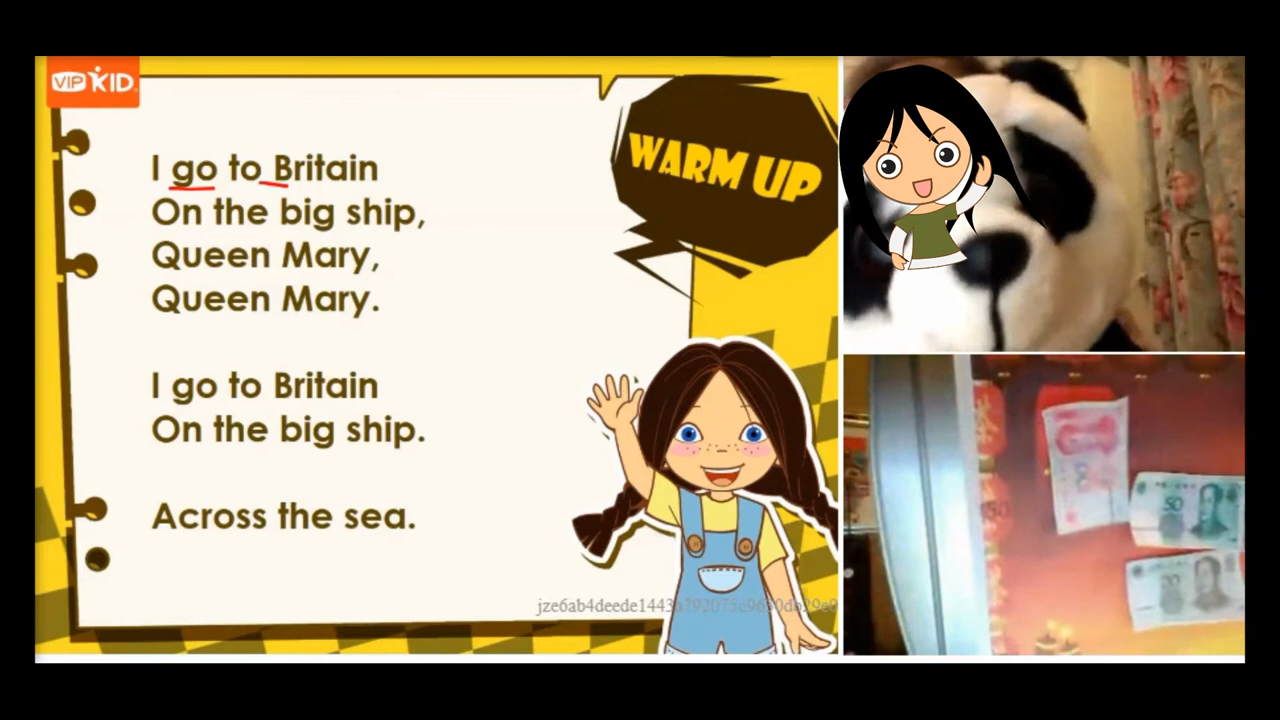 VIPKID
WARM UP
I go to Britain
On the big ship,
Queen Mary,
Queen Mary.
I go to Britain
On the big ship.
Across the sea.
50